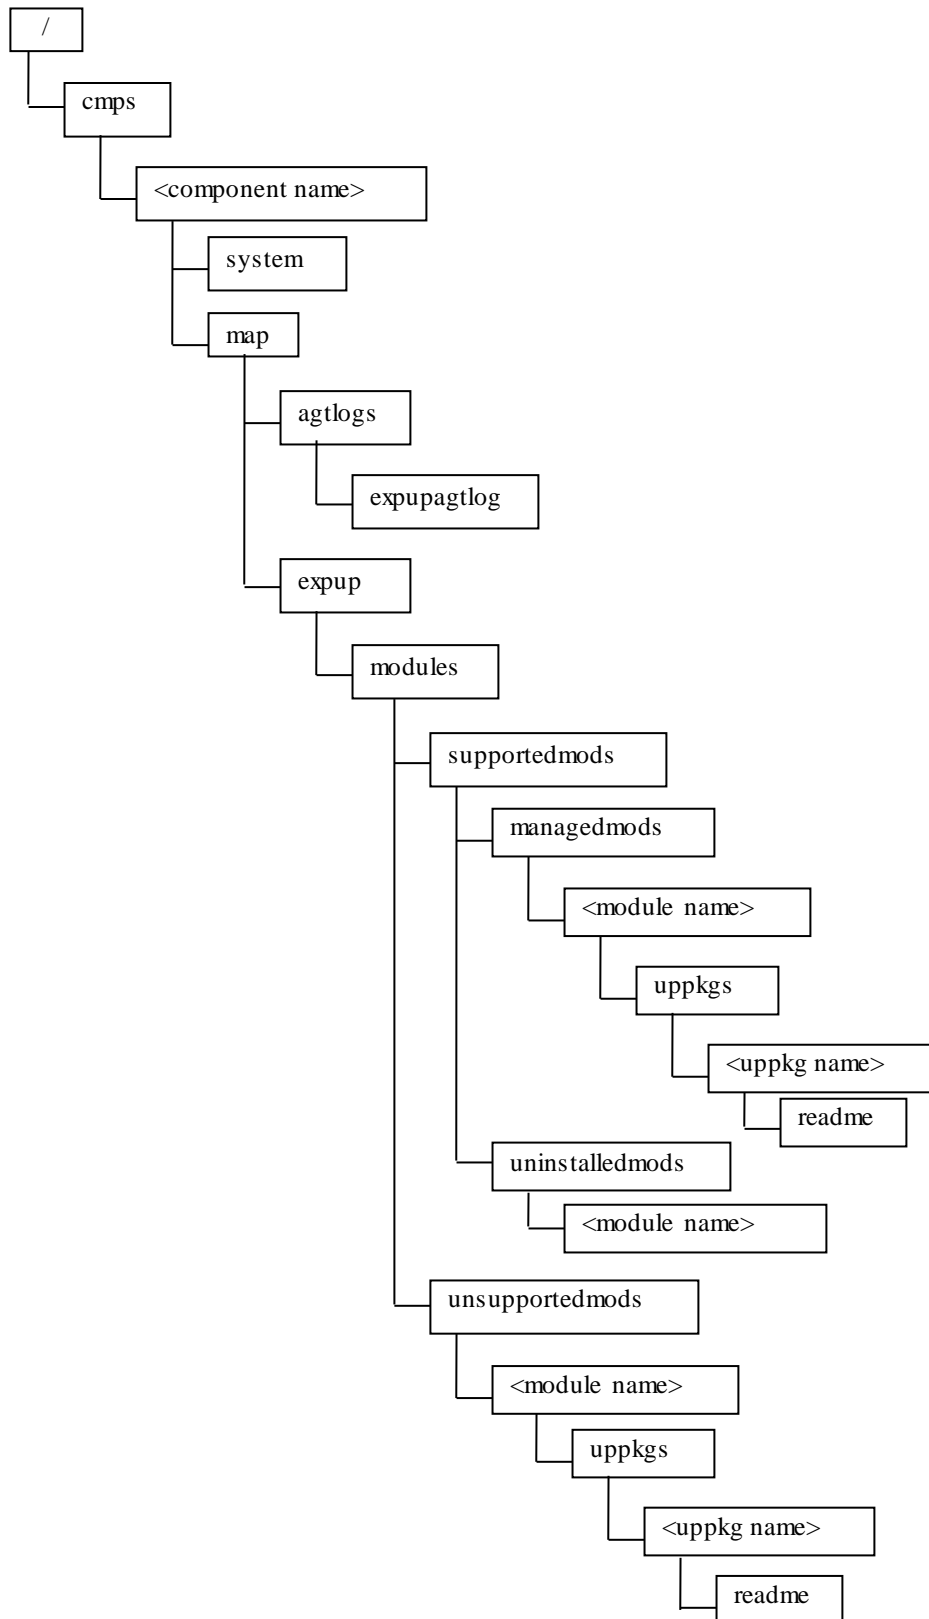 /
cmps
<component name>
system
map
agtlogs
expupagtlog
expup
modules
supportedmods
managedmods
<module name>
uppkgs
<uppkg name>
readme
uninstalledmods
<module name>
unsupportedmods
<module name>
uppkgs
<uppkg name>
readme